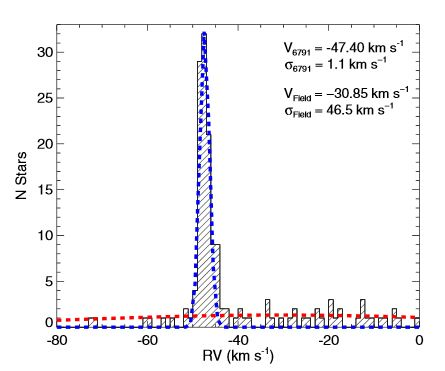 V6791 = -47.40 km s⁻¹
σ6791 = 1.1 km s⁻¹
VField = −30.85 km s⁻¹
σField = 46.5 km s⁻¹
N Stars
30
25
20
15
10
5
0
-80 -60 -40 -20 0
RV (km s⁻¹)